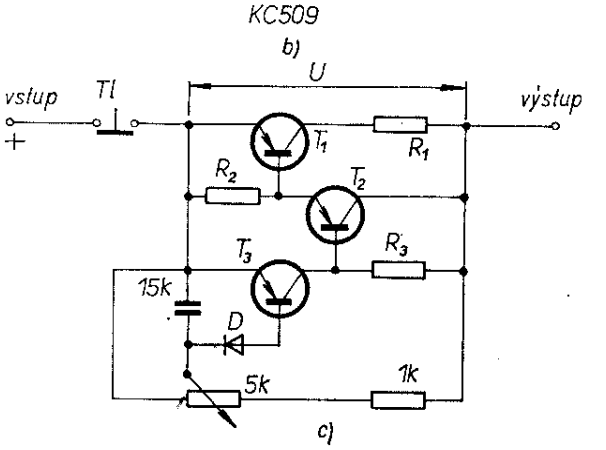 KC509
b)
U
vstup
Tl
výstup
+
T1
R1
R2
T2
T3
R3
15k
D
5k
1k
c)